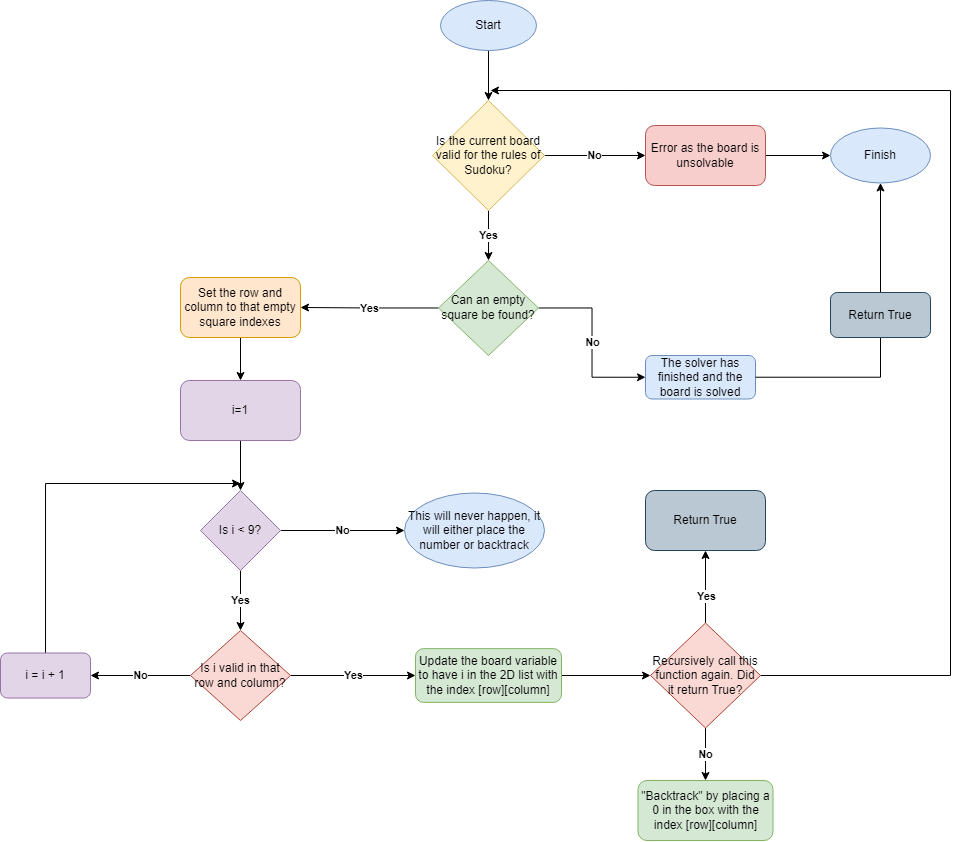 Start
Is the current board
valid for the rules of
Sudoku?
No
Error as the board is
unsolvable
Finish
Yes
Can an empty
square be found?
Yes
Set the row and
column to that empty
square indexes
No
The solver has
finished and the
board is solved
Return True
i=1
Is i < 9?
No
This will never happen, it
will either place the
number or backtrack
Yes
Is i valid in that
row and column?
No
i = i + 1
Yes
Update the board variable
to have i in the 2D list with
the index [row][column]
Recursively call this
function again. Did
it return True?
Yes
Return True
No
"Backtrack" by placing a
0 in the box with the
index [row][column]